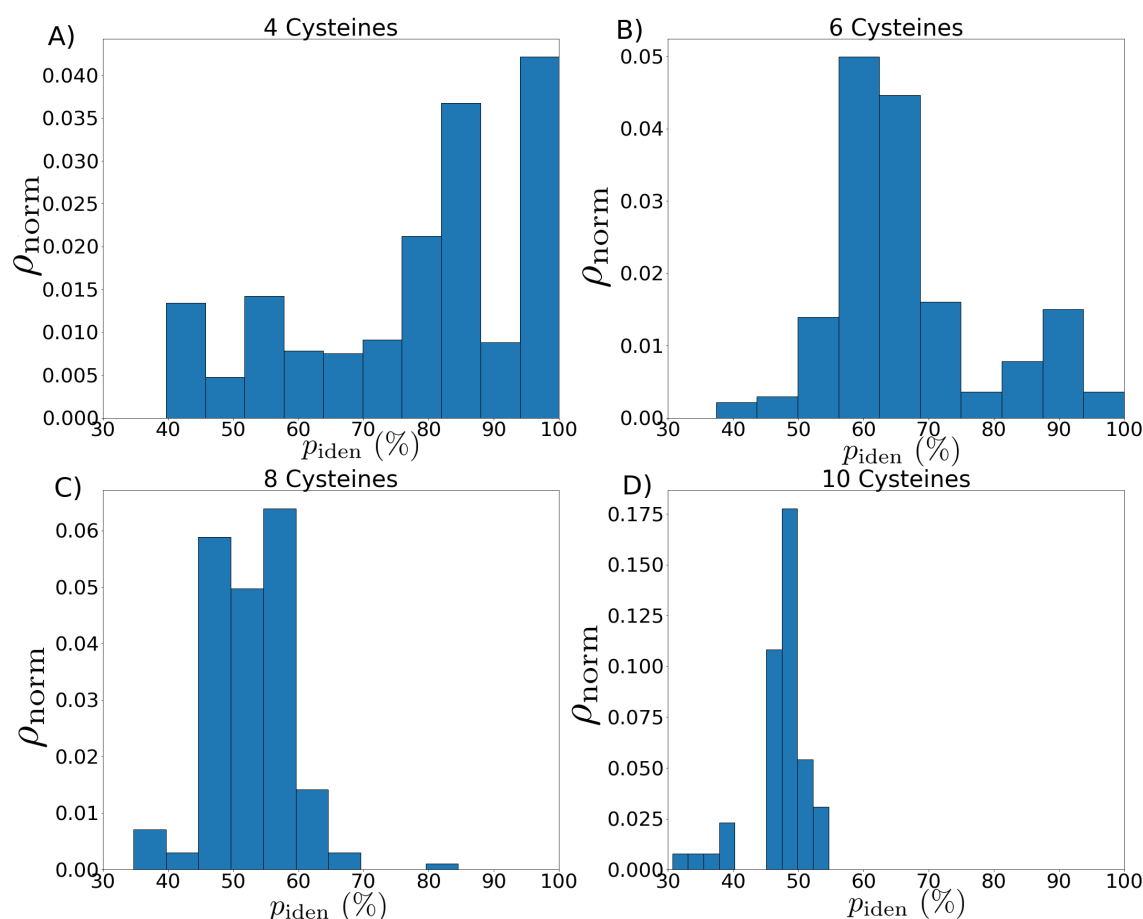 A)
4 Cysteines
0.040
0.035
0.030
0.025
0.020
0.015
0.010
0.005
0.000
ρnorm
30 40 50 60 70 80 90 100
piden (%)
B)
6 Cysteines
0.05
0.04
0.03
0.02
0.01
0.00
ρnorm
30 40 50 60 70 80 90 100
piden (%)
C)
8 Cysteines
0.06
0.05
0.04
0.03
0.02
0.01
0.00
ρnorm
30 40 50 60 70 80 90 100
piden (%)
D)
10 Cysteines
0.175
0.150
0.125
0.100
0.075
0.050
0.025
0.000
ρnorm
30 40 50 60 70 80 90 100
piden (%)